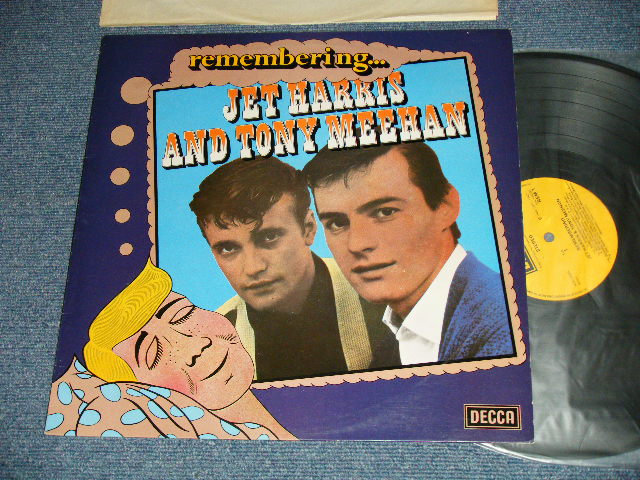 remembering...
JET HARRIS
AND TONY MEEHAN
DECCA